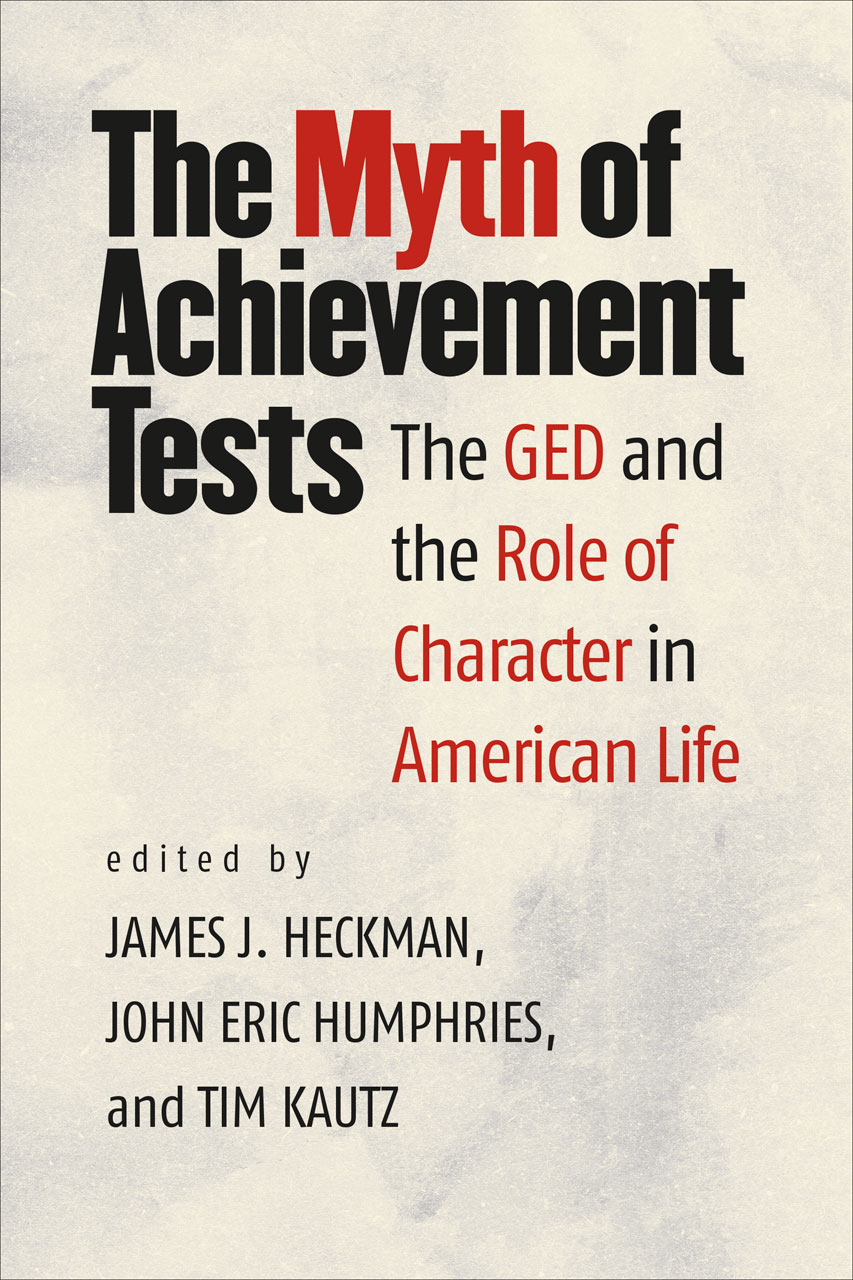 The Myth of
Achievement
Tests
The GED and
the Role of
Character in
American Life
edited by
JAMES J. HECKMAN,
JOHN ERIC HUMPHRIES,
and TIM KAUTZ